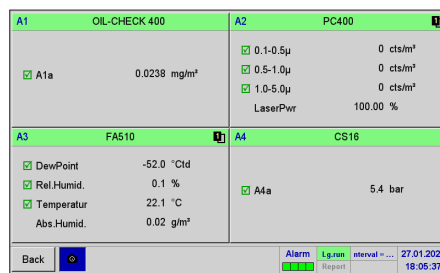 A1 OIL-CHECK 400
A1a 0.0238 mg/m³
A2 PC400
0.1-0.5µ 0 cts/m³
0.5-1.0µ 0 cts/m³
1.0-5.0µ 0 cts/m³
LaserPwr 100.00 %
A3 FA510 1
DewPoint -52.0 °Ctd
Rel.Humid. 0.1 %
Temperatur 22.1 °C
Abs.Humid. 0.02 g/m³
A4 CS16
A4a 5.4 bar
Back Alarm Lg.run nterval = ... 27.01.202
Report 18:05:37